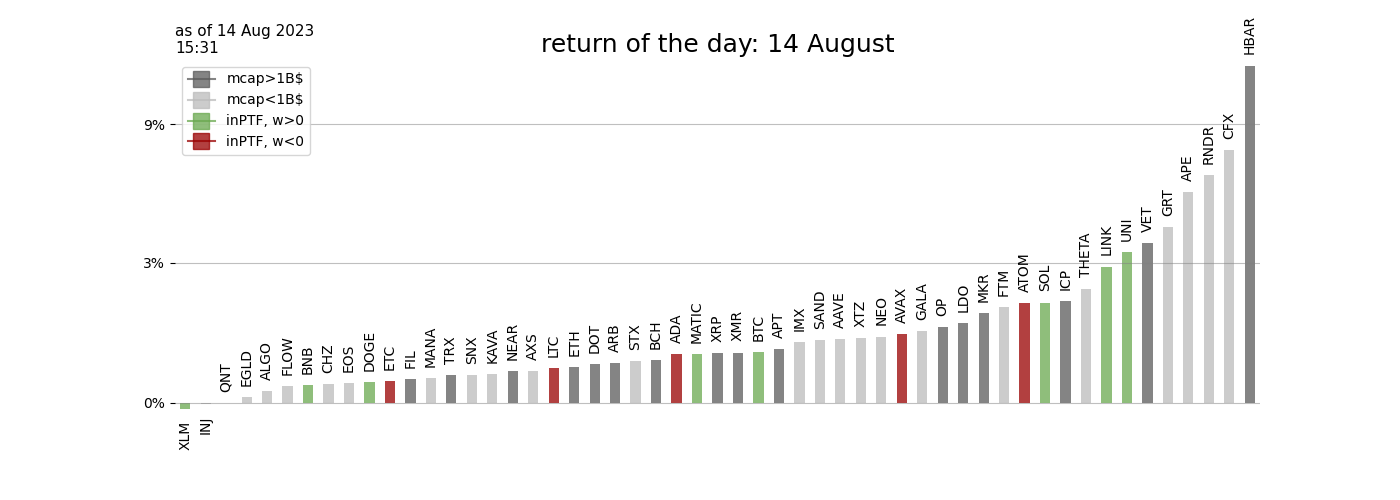 as of 14 Aug 2023
15:31
return of the day: 14 August
mcap>1B$
mcap<1B$
inPTF, w>0
inPTF, w<0
9%
3%
0%
XLM
INJ
QNT
EGLD
ALGO
FLOW
BNB
CHZ
EOS
DOGE
ETC
FIL
MANA
TRX
SNX
KAVA
NEAR
AXS
LTC
ETH
DOT
ARB
STX
BCH
ADA
MATIC
XRP
XMR
BTC
APT
IMX
SAND
AAVE
XTZ
NEO
AVAX
GALA
OP
LDO
MKR
FTM
ATOM
SOL
ICP
THETA
LINK
UNI
VET
GRT
APE
RNDR
CFX
HBAR